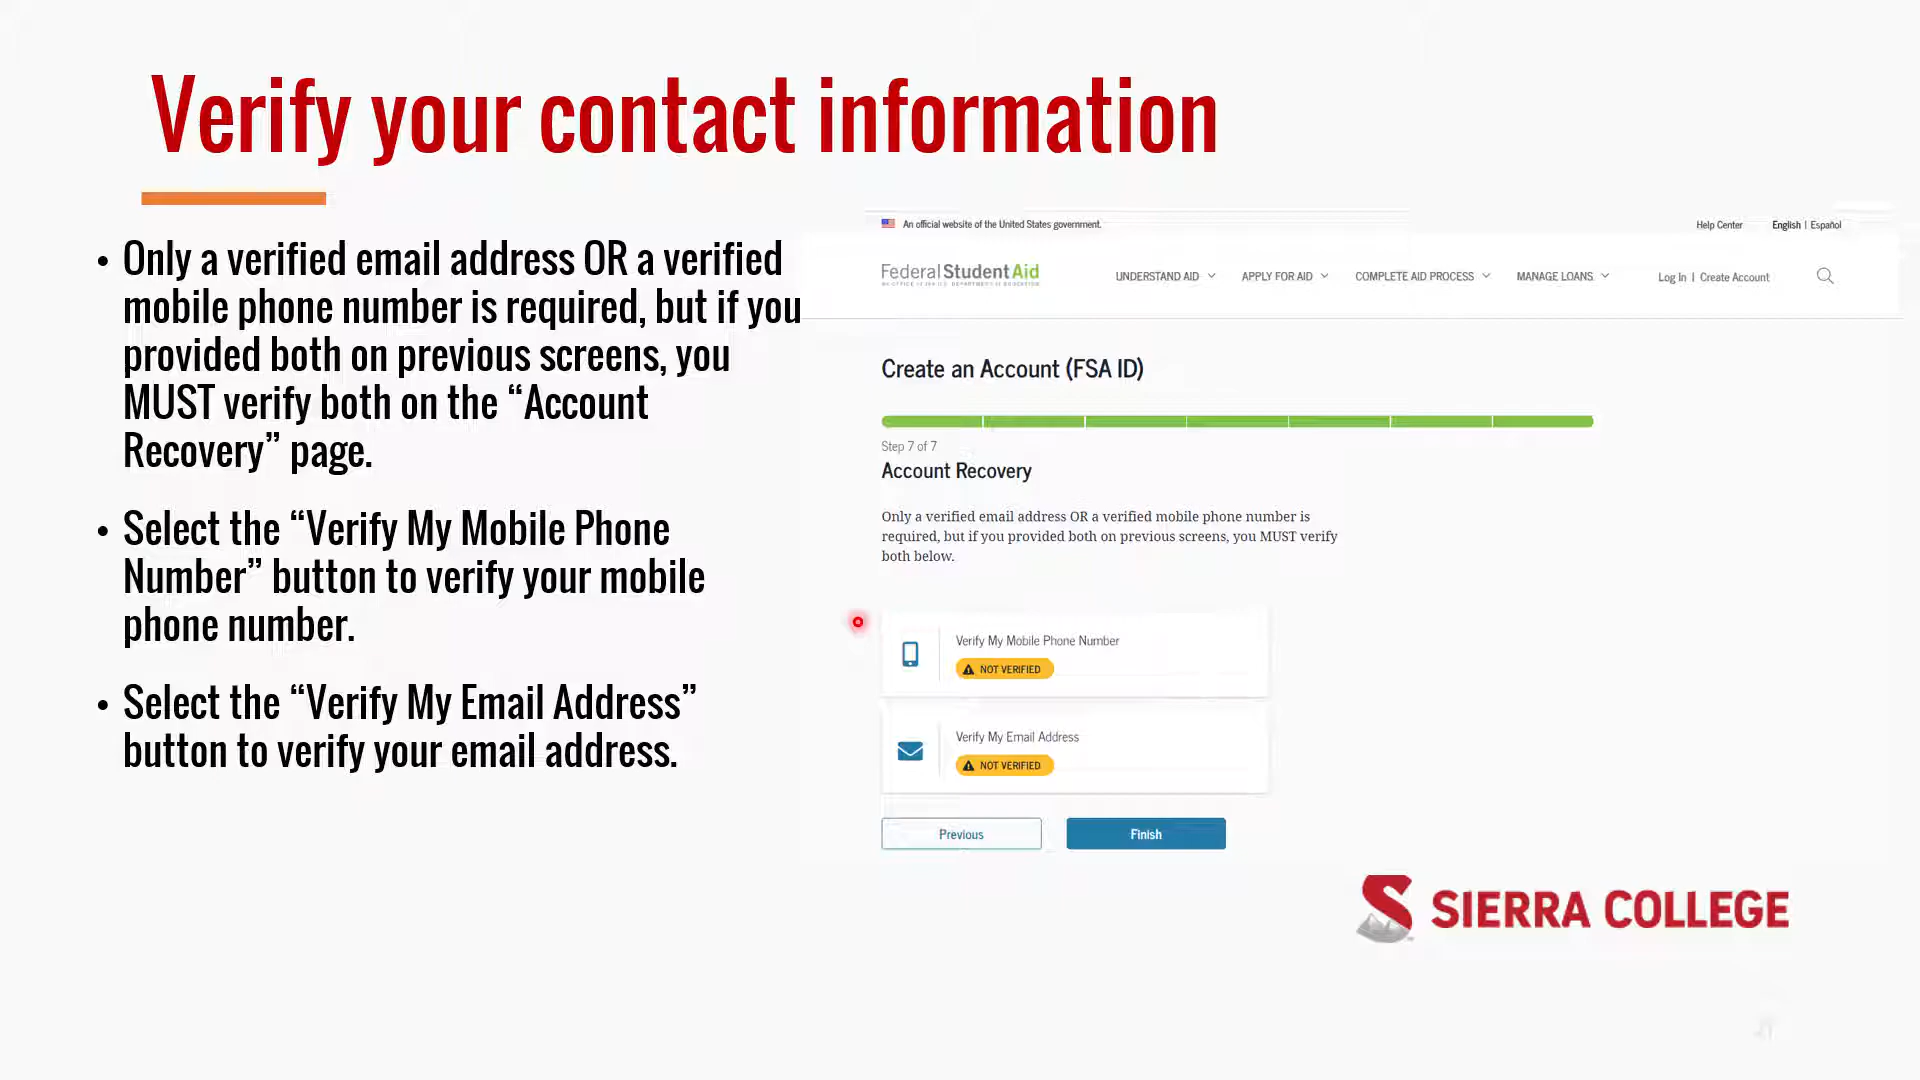 Verify your contact information
• Only a verified email address OR a verified
mobile phone number is required, but if you
provided both on previous screens, you
MUST verify both on the “Account
Recovery” page.
• Select the “Verify My Mobile Phone
Number” button to verify your mobile
phone number.
• Select the “Verify My Email Address”
button to verify your email address.
An official website of the United States government.
Help Center
English | Español
Federal Student Aid
AN OFFICE of the U.S. DEPARTMENT of EDUCATION
UNDERSTAND AID
APPLY FOR AID
COMPLETE AID PROCESS
MANAGE LOANS
Log In | Create Account
Create an Account (FSA ID)
Step 7 of 7
Account Recovery
Only a verified email address OR a verified mobile phone number is
required, but if you provided both on previous screens, you MUST verify
both below.
Verify My Mobile Phone Number
NOT VERIFIED
Verify My Email Address
NOT VERIFIED
Previous
Finish
SIERRA COLLEGE